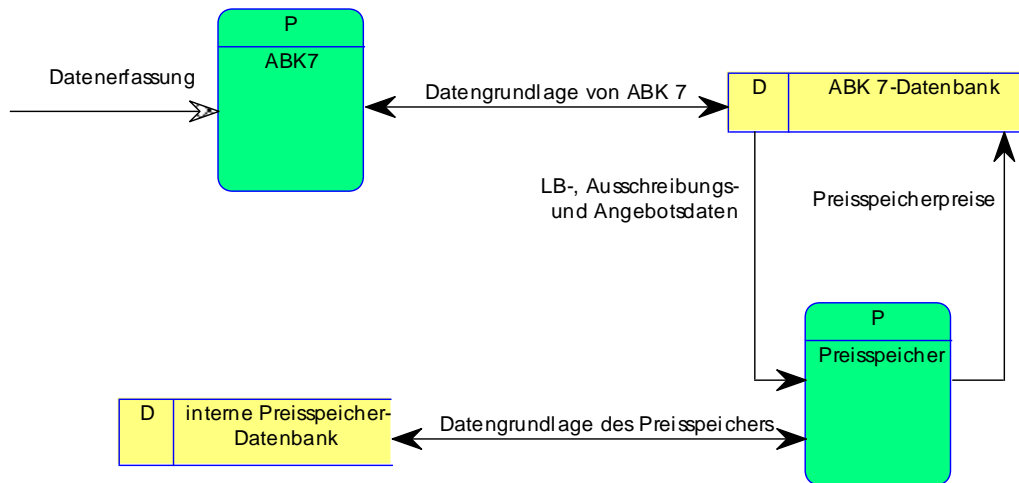 P
ABK7
Datenerfassung
Datengrundlage von ABK 7
D
ABK 7-Datenbank
LB-, Ausschreibungs-
und Angebotsdaten
Preisspeicherpreise
P
Preisspeicher
D
interne Preisspeicher-
Datenbank
Datengrundlage des Preisspeichers